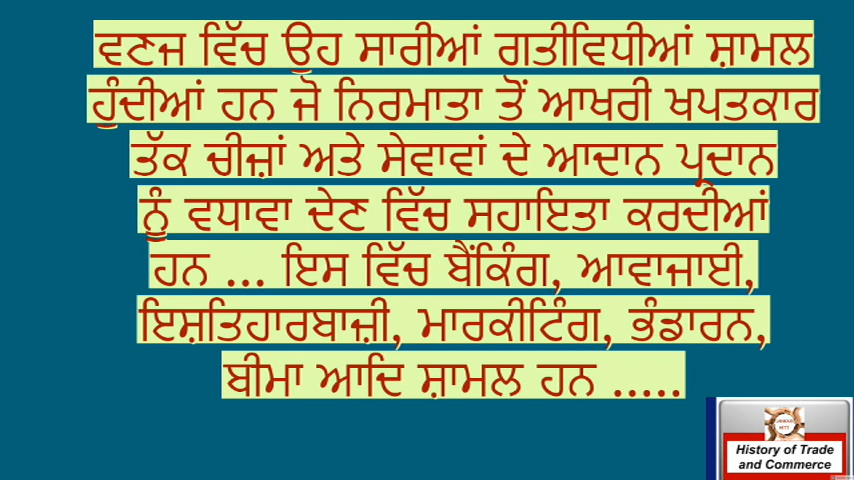 ਵਣਜ ਵਿੱਚ ਉਹ ਸਾਰੀਆਂ ਗਤੀਵਿਧੀਆਂ ਸ਼ਾਮਲ
ਹੁੰਦੀਆਂ ਹਨ ਜੋ ਨਿਰਮਾਤਾ ਤੋਂ ਆਖਰੀ ਖਪਤਕਾਰ
ਤੱਕ ਚੀਜ਼ਾਂ ਅਤੇ ਸੇਵਾਵਾਂ ਦੇ ਆਦਾਨ ਪ੍ਰਦਾਨ
ਨੂੰ ਵਧਾਵਾ ਦੇਣ ਵਿੱਚ ਸਹਾਇਤਾ ਕਰਦੀਆਂ
ਹਨ ... ਇਸ ਵਿੱਚ ਬੈਂਕਿੰਗ, ਆਵਾਜਾਈ,
ਇਸ਼ਤਿਹਾਰਬਾਜ਼ੀ, ਮਾਰਕੀਟਿੰਗ, ਭੰਡਾਰਨ,
ਬੀਮਾ ਆਦਿ ਸ਼ਾਮਲ ਹਨ .....
History of Trade
and Commerce